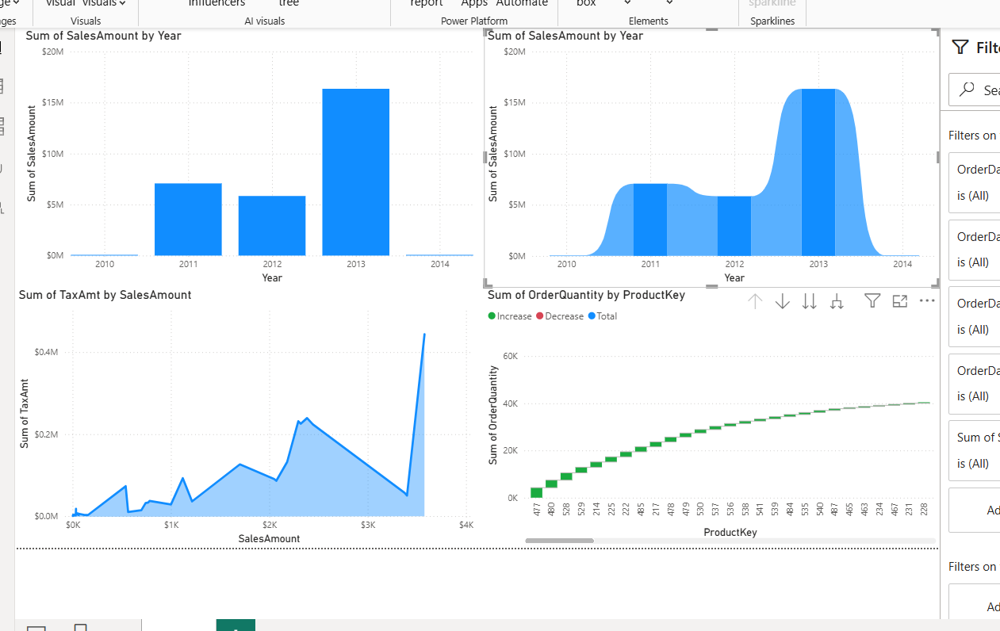 visual visuals
influencers tree
report Apps Automate
box
sparkline
Visuals
AI visuals
Power Platform
Elements
Sparklines
Sum of SalesAmount by Year
$20M
$15M
$10M
$5M
$0M
Sum of SalesAmount
2010 2011 2012 2013 2014
Year
Sum of SalesAmount by Year
$20M
$15M
$10M
$5M
$0M
Sum of SalesAmount
2010 2011 2012 2013 2014
Year
Sum of TaxAmt by SalesAmount
$0.4M
$0.2M
$0.0M
Sum of TaxAmt
$0K $1K $2K $3K $4K
SalesAmount
Sum of OrderQuantity by ProductKey
Increase Decrease Total
60K
40K
20K
0K
Sum of OrderQuantity
477 480 528 529 214 225 222 485 217 478 479 530 537 536 538 541 539 484 535 540 487 465 463 234 467 231 228
ProductKey
Filte
Sea
Filters on
OrderDa
is (All)
OrderDa
is (All)
OrderDa
is (All)
OrderDa
is (All)
Sum of S
is (All)
Ad
Filters on
Ad